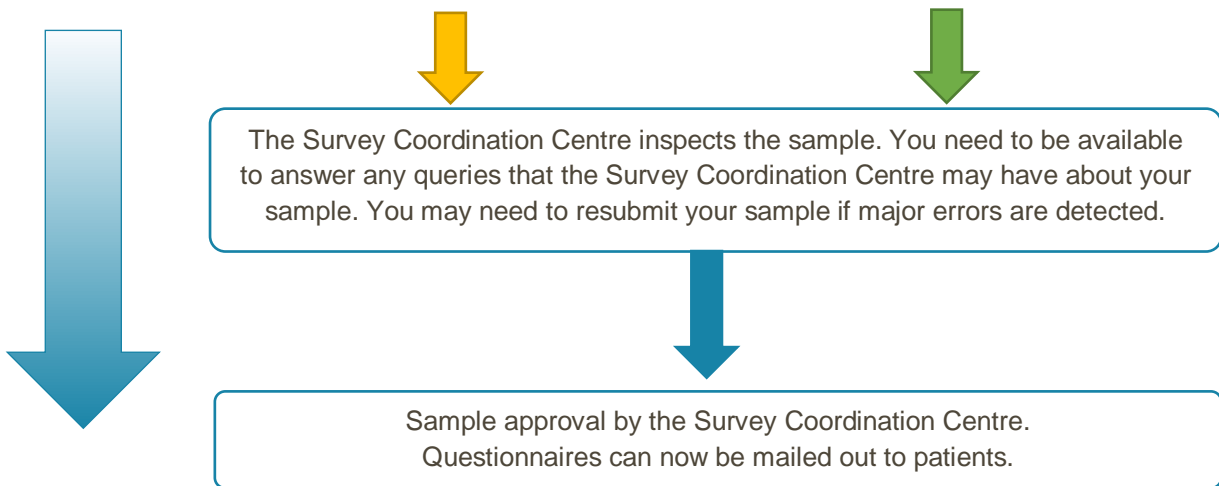 The Survey Coordination Centre inspects the sample. You need to be available
to answer any queries that the Survey Coordination Centre may have about your
sample. You may need to resubmit your sample if major errors are detected.
Sample approval by the Survey Coordination Centre.
Questionnaires can now be mailed out to patients.